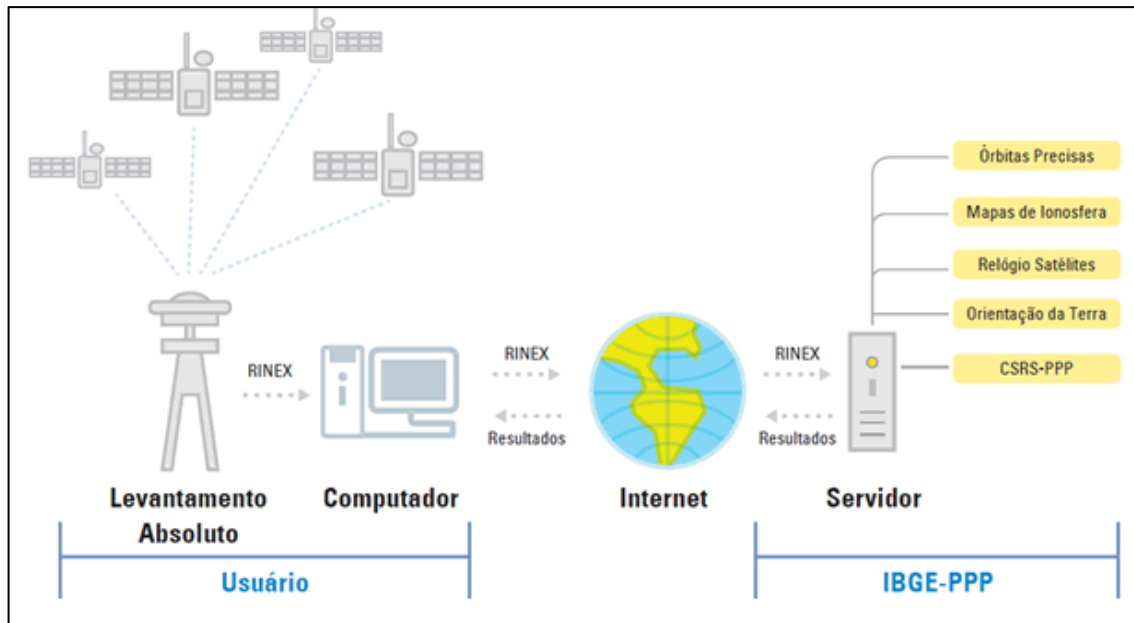 Órbitas Precisas
Mapas de Ionosfera
Relógio Satélites
Orientação da Terra
CSRS-PPP
RINEX
RINEX
RINEX
Resultados
Resultados
Levantamento
Absoluto
Computador
Internet
Servidor
Usuário
IBGE-PPP